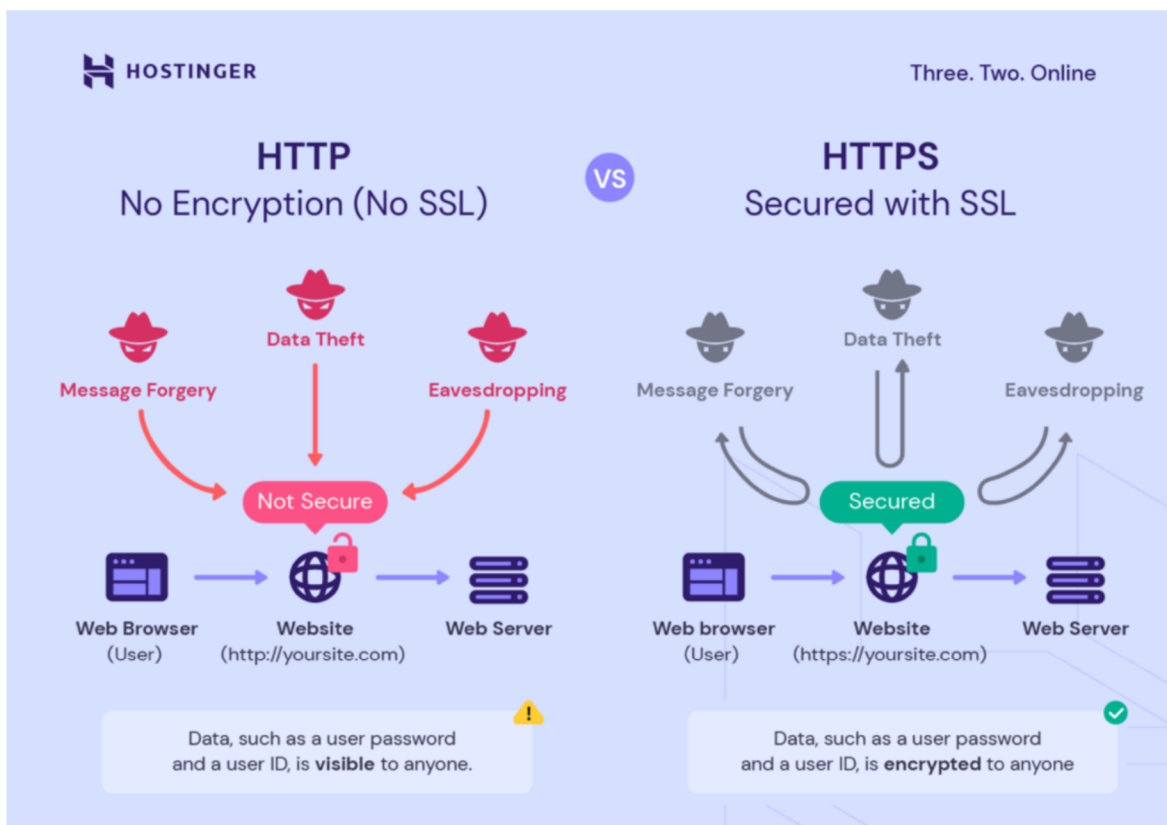 HOSTINGER
Three. Two. Online
HTTP
No Encryption (No SSL)
VS
HTTPS
Secured with SSL
Data Theft
Message Forgery
Eavesdropping
Not Secure
Web Browser
(User)
Website
(http://yoursite.com)
Web Server
Data, such as a user password
and a user ID, is visible to anyone.
Data Theft
Message Forgery
Eavesdropping
Secured
Web browser
(User)
Website
(https://yoursite.com)
Web Server
Data, such as a user password
and a user ID, is encrypted to anyone